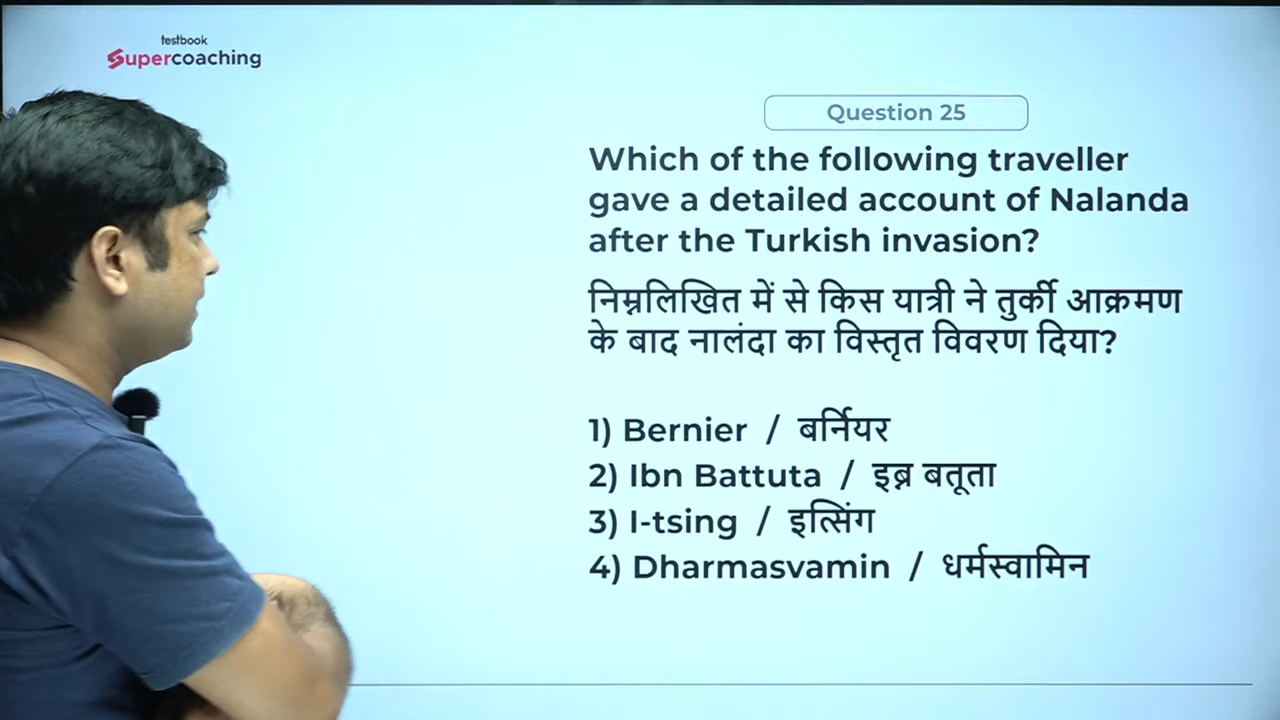 testbook
Supercoaching
Question 25
Which of the following traveller
gave a detailed account of Nalanda
after the Turkish invasion?
निम्नलिखित में से किस यात्री ने तुर्की आक्रमण
के बाद नालंदा का विस्तृत विवरण दिया?
1) Bernier / बर्नियर
2) Ibn Battuta / इब्न बतूता
3) I-tsing / इत्सिंग
4) Dharmasvamin / धर्मस्वामिन